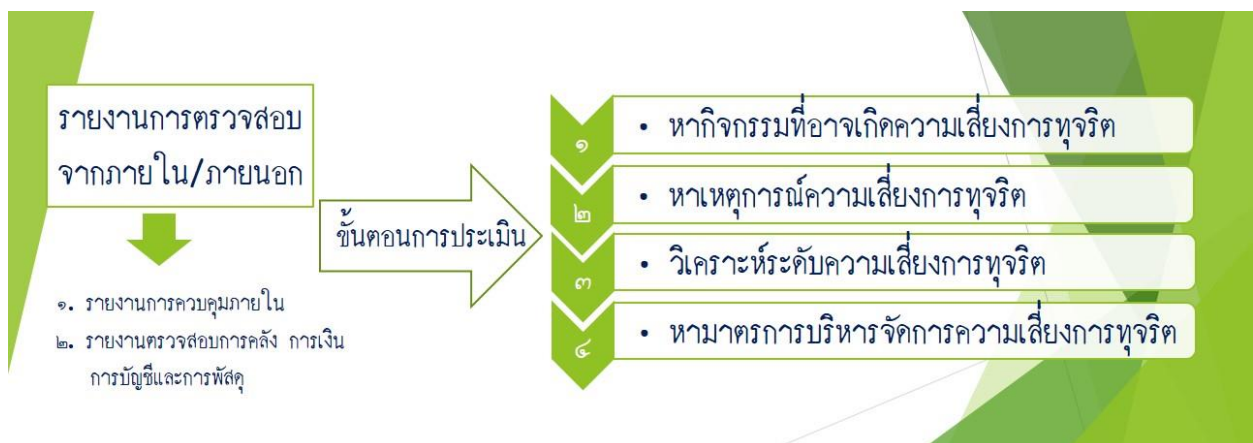 รายงานการตรวจสอบ
จากภายใน/ภายนอก
๑. รายงานการควบคุมภายใน
๒. รายงานตรวจสอบการคลัง การเงิน
การบัญชีและการพัสดุ
ขั้นตอนการประเมิน
๑
• หากิจกรรมที่อาจเกิดความเสี่ยงการทุจริต
๒
• หาเหตุการณ์ความเสี่ยงการทุจริต
๓
• วิเคราะห์ระดับความเสี่ยงการทุจริต
๔
• หามาตรการบริหารจัดการความเสี่ยงการทุจริต